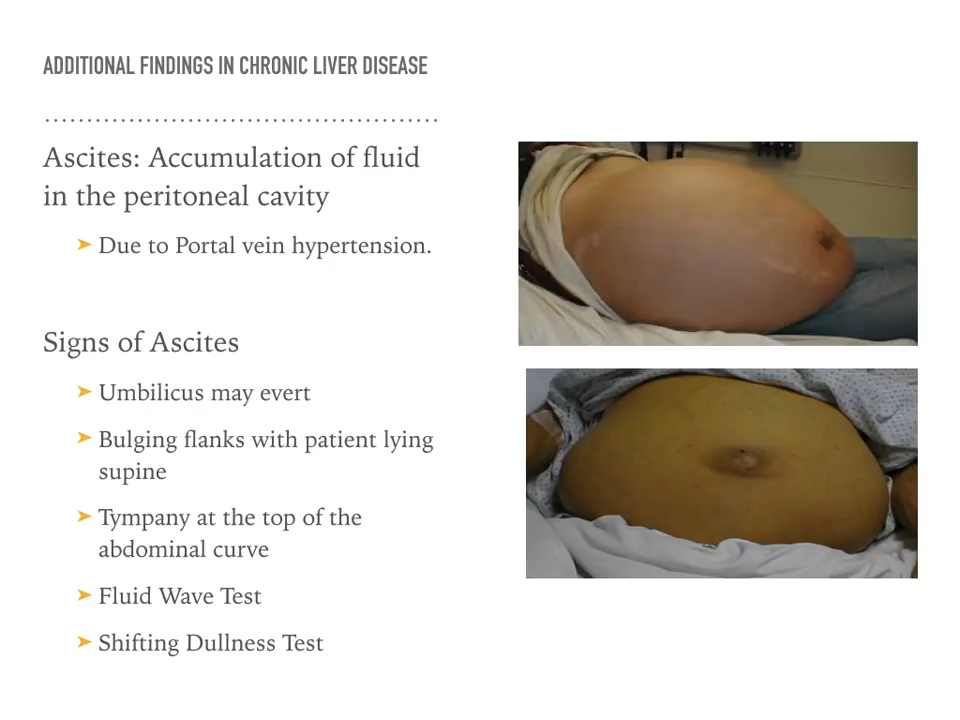 ADDITIONAL FINDINGS IN CHRONIC LIVER DISEASE
Ascites: Accumulation of fluid
in the peritoneal cavity
➤ Due to Portal vein hypertension.
Signs of Ascites
➤ Umbilicus may evert
➤ Bulging flanks with patient lying
supine
➤ Tympany at the top of the
abdominal curve
➤ Fluid Wave Test
➤ Shifting Dullness Test